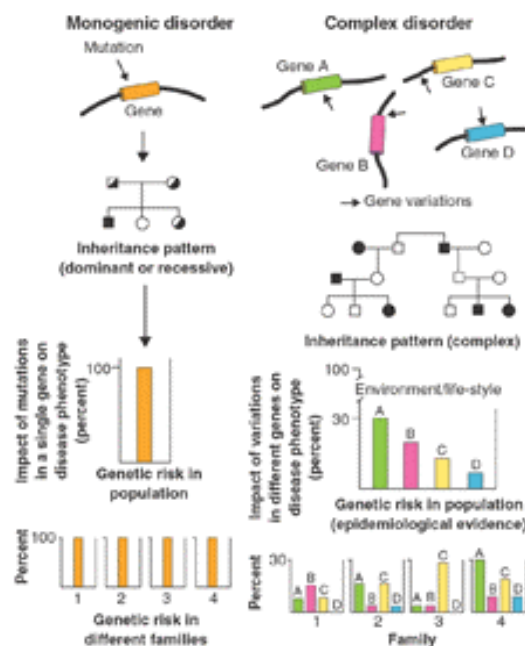 Monogenic disorder
Mutation
Gene
Inheritance pattern
(dominant or recessive)
Impact of mutations
in a single gene on
disease phenotype
(percent)
100
Genetic risk in
population
Percent
100
1 2 3 4
Genetic risk in
different families
Complex disorder
Gene A
Gene C
Gene B
Gene D
→ Gene variations
Inheritance pattern (complex)
Impact of variations
in different genes on
disease phenotype
(percent)
100
Environment/life-style
30
A B C D
Genetic risk in population
(epidemiological evidence)
Percent
30
A B C D A B C D A B C D A B C D
1 2 3 4
Family